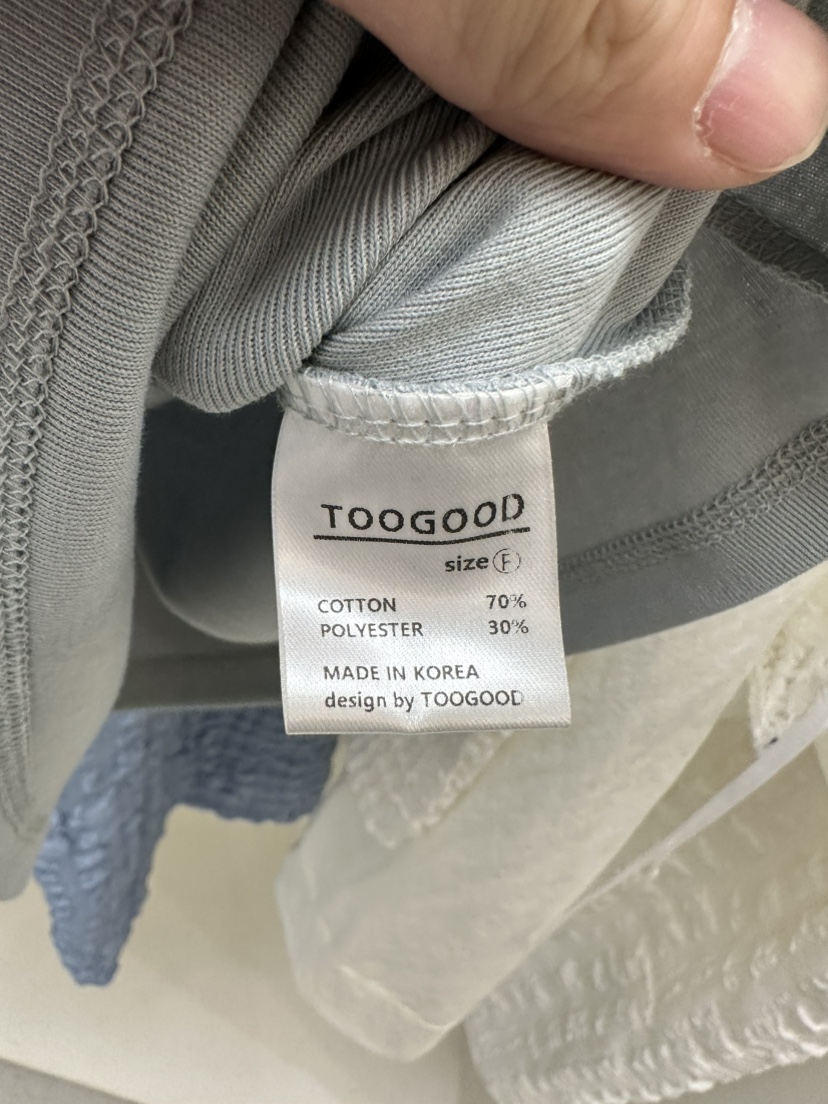 TOOGOOD
size Ⓕ
COTTON 70%
POLYESTER 30%
MADE IN KOREA
design by TOOGOOD